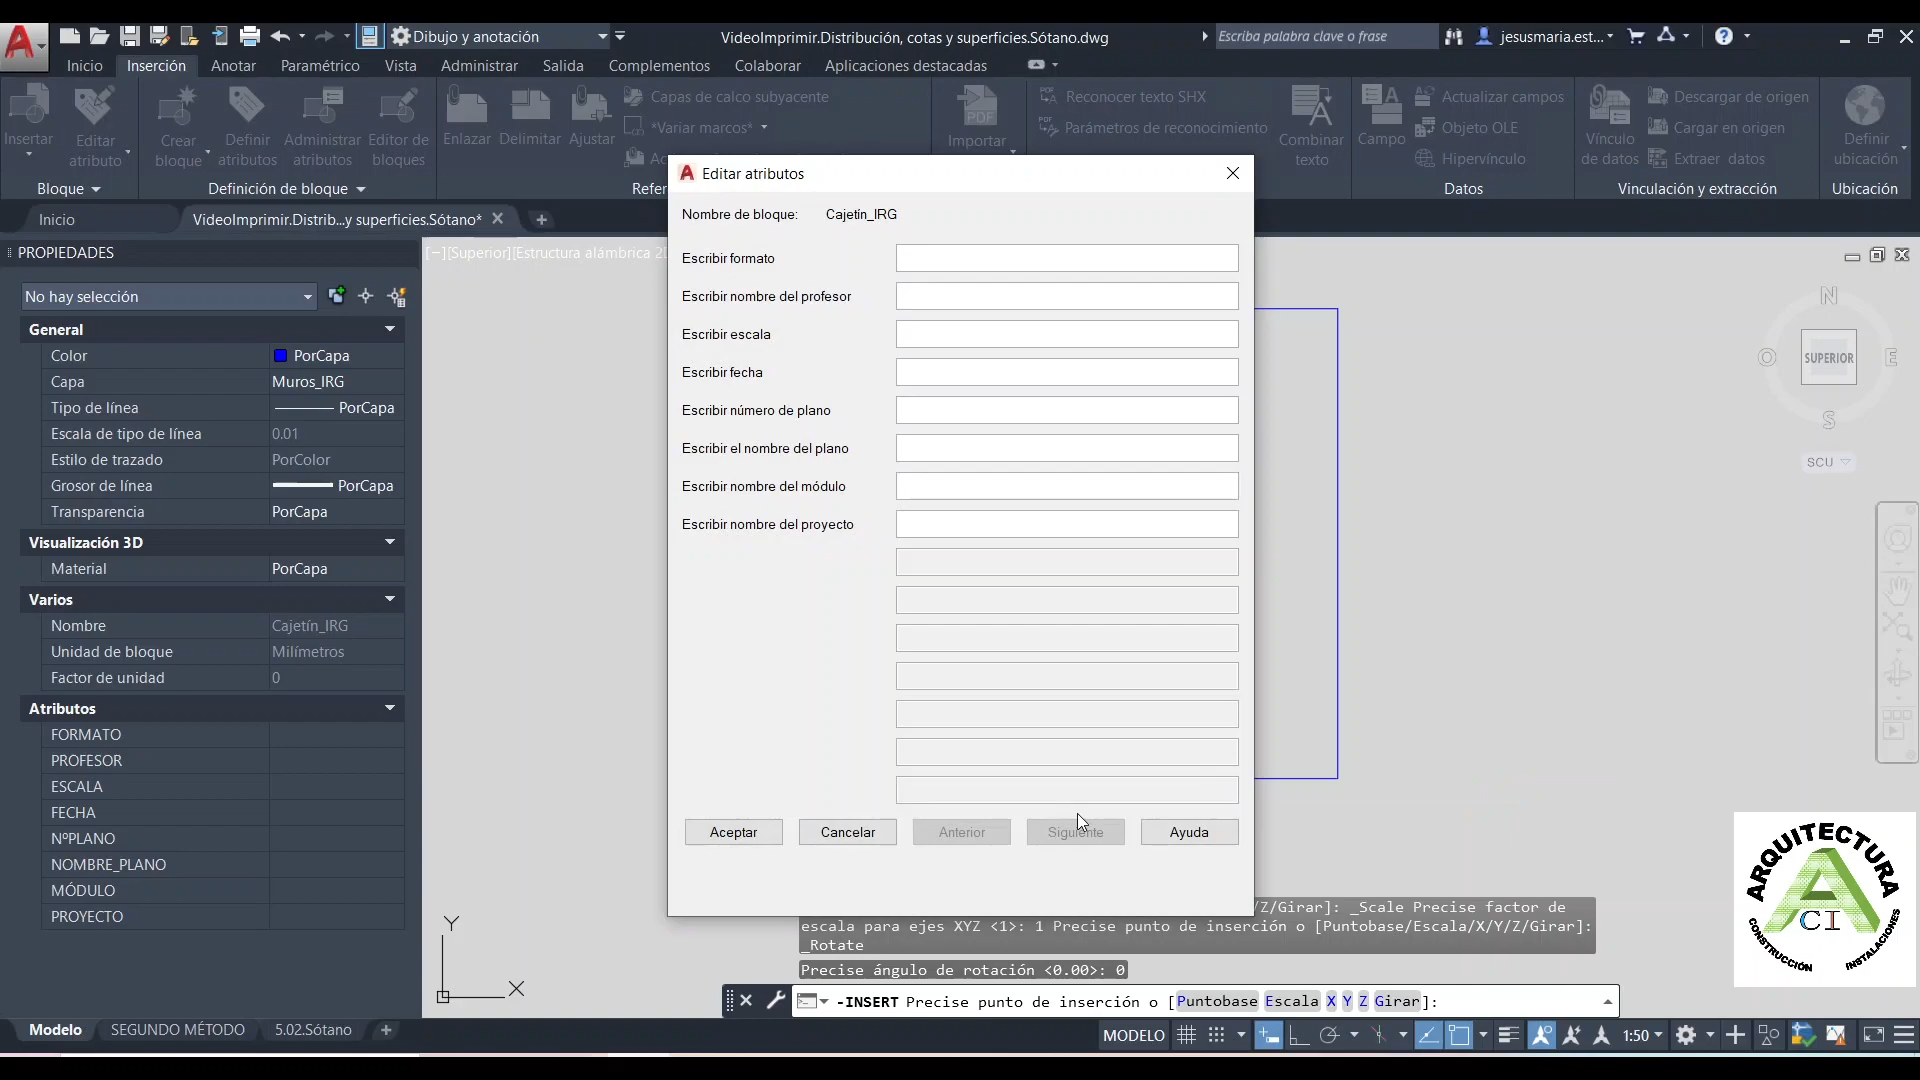 Dibujo y anotación
VideoImprimir.Distribución, cotas y superficies.Sótano.dwg
Escriba palabra clave o frase
jesusmaria.est...
Inicio Inserción Anotar Paramétrico Vista Administrar Salida Complementos Colaborar Aplicaciones destacadas
Insertar
Editar atributo
Crear bloque
Definir atributos
Administrar atributos
Editor de bloques
Enlazar Delimitar Ajustar
Capas de calco subyacente
*Variar marcos*
PDF
Importar
PDF Reconocer texto SHX
PDF Parámetros de reconocimiento
Combinar texto
Campo
Actualizar campos
Objeto OLE
Hipervínculo
Vínculo de datos
Descargar de origen
Cargar en origen
Extraer datos
Definir ubicación
Bloque Definición de bloque Refer Datos Vinculación y extracción Ubicación
Inicio VideoImprimir.Distrib...y superficies.Sótano*
PROPIEDADES
No hay selección
General
Color PorCapa
Capa Muros_IRG
Tipo de línea PorCapa
Escala de tipo de línea 0.01
Estilo de trazado PorColor
Grosor de línea PorCapa
Transparencia PorCapa
Visualización 3D
Material PorCapa
Varios
Nombre Cajetín_IRG
Unidad de bloque Milímetros
Factor de unidad 0
Atributos
FORMATO
PROFESOR
ESCALA
FECHA
NºPLANO
NOMBRE_PLANO
MÓDULO
PROYECTO
[−][Superior][Estructura alámbrica 2D
Editar atributos
Nombre de bloque: Cajetín_IRG
Escribir formato
Escribir nombre del profesor
Escribir escala
Escribir fecha
Escribir número de plano
Escribir el nombre del plano
Escribir nombre del módulo
Escribir nombre del proyecto
Aceptar Cancelar Anterior Siguiente Ayuda
N
O SUPERIOR E
S
SCU
Y
X
/Z/Girar]: _Scale Precise factor de
escala para ejes XYZ <1>: 1 Precise punto de inserción o [Puntobase/Escala/X/Y/Z/Girar]:
_Rotate
Precise ángulo de rotación <0.00>: 0
-INSERT Precise punto de inserción o [Puntobase Escala X Y Z Girar]:
ARQUITECTURA
CI
CONSTRUCCIÓN INSTALACIONES
Modelo SEGUNDO MÉTODO 5.02.Sótano
MODELO 1:50